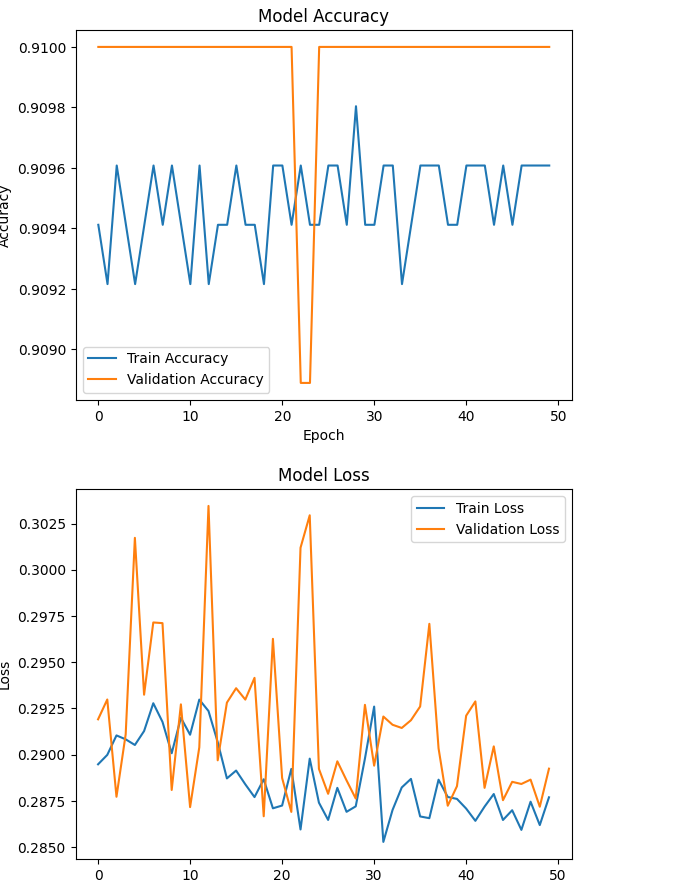 Model Accuracy
0.9100
0.9098
0.9096
0.9094
0.9092
0.9090
Accuracy
Train Accuracy
Validation Accuracy
0 10 20 30 40 50
Epoch
Model Loss
0.3025
0.3000
0.2975
0.2950
0.2925
0.2900
0.2875
0.2850
Loss
Train Loss
Validation Loss
0 10 20 30 40 50